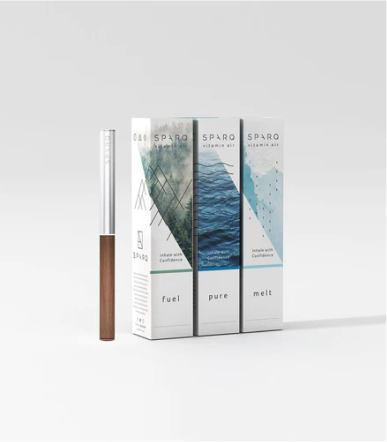 SPARQ
SPARQ
vitamin air
SPARQ
vitamin air
SPARQ
vitamin air
Inhale with
Confidence
Inhale with
Confidence
Inhale with
Confidence
SPARQ
fuel
pure
melt